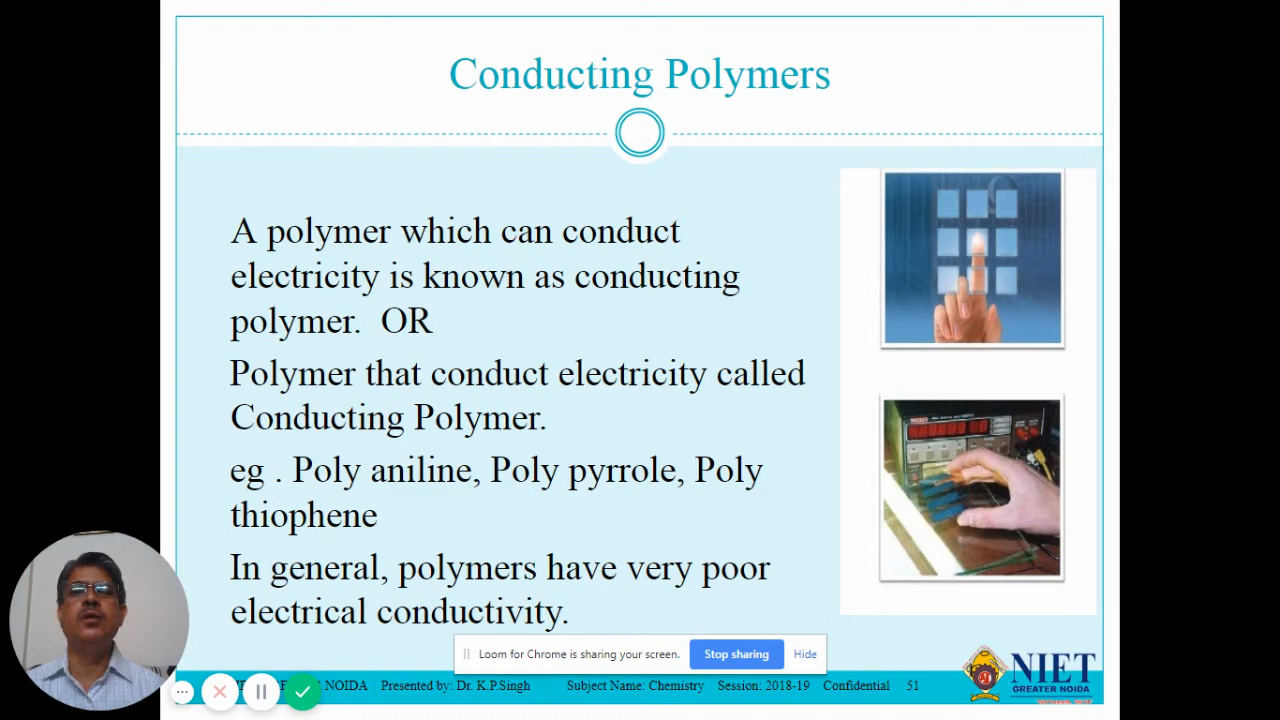 Conducting Polymers
A polymer which can conduct
electricity is known as conducting
polymer.  OR
Polymer that conduct electricity called
Conducting Polymer.
eg . Poly aniline, Poly pyrrole, Poly
thiophene
In general, polymers have very poor
electrical conductivity.
Loom for Chrome is sharing your screen. Stop sharing Hide
NOIDA Presented by: Dr. K.P.Singh Subject Name: Chemistry Session: 2018-19 Confidential 51
NIET
GREATER NOIDA